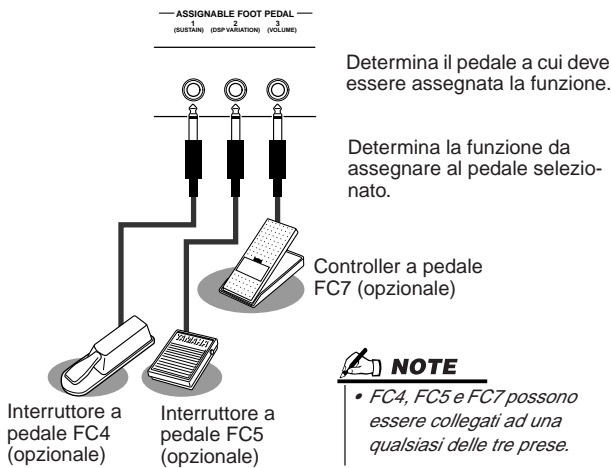 ASSIGNABLE FOOT PEDAL
1 2 3
(SUSTAIN) (DSP VARIATION) (VOLUME)
Determina il pedale a cui deve
essere assegnata la funzione.
Determina la funzione da
assegnare al pedale selezio-
nato.
Controller a pedale
FC7 (opzionale)
YAMAHA
Interruttore a
pedale FC4
(opzionale)
Interruttore a
pedale FC5
(opzionale)
NOTE
• FC4, FC5 e FC7 possono
essere collegati ad una
qualsiasi delle tre prese.